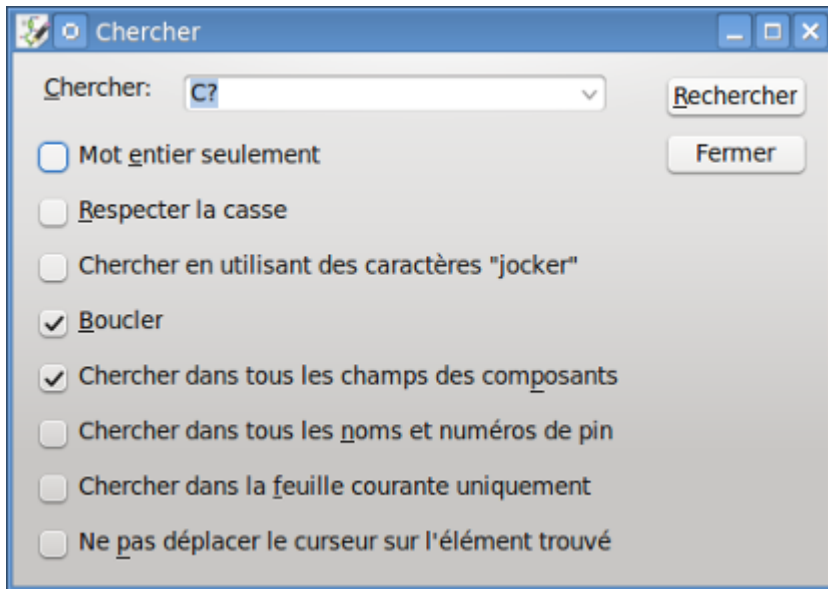 Chercher
Chercher: C? Rechercher
Mot entier seulement Fermer
Respecter la casse
Chercher en utilisant des caractères "jocker"
Boucler
Chercher dans tous les champs des composants
Chercher dans tous les noms et numéros de pin
Chercher dans la feuille courante uniquement
Ne pas déplacer le curseur sur l'élément trouvé